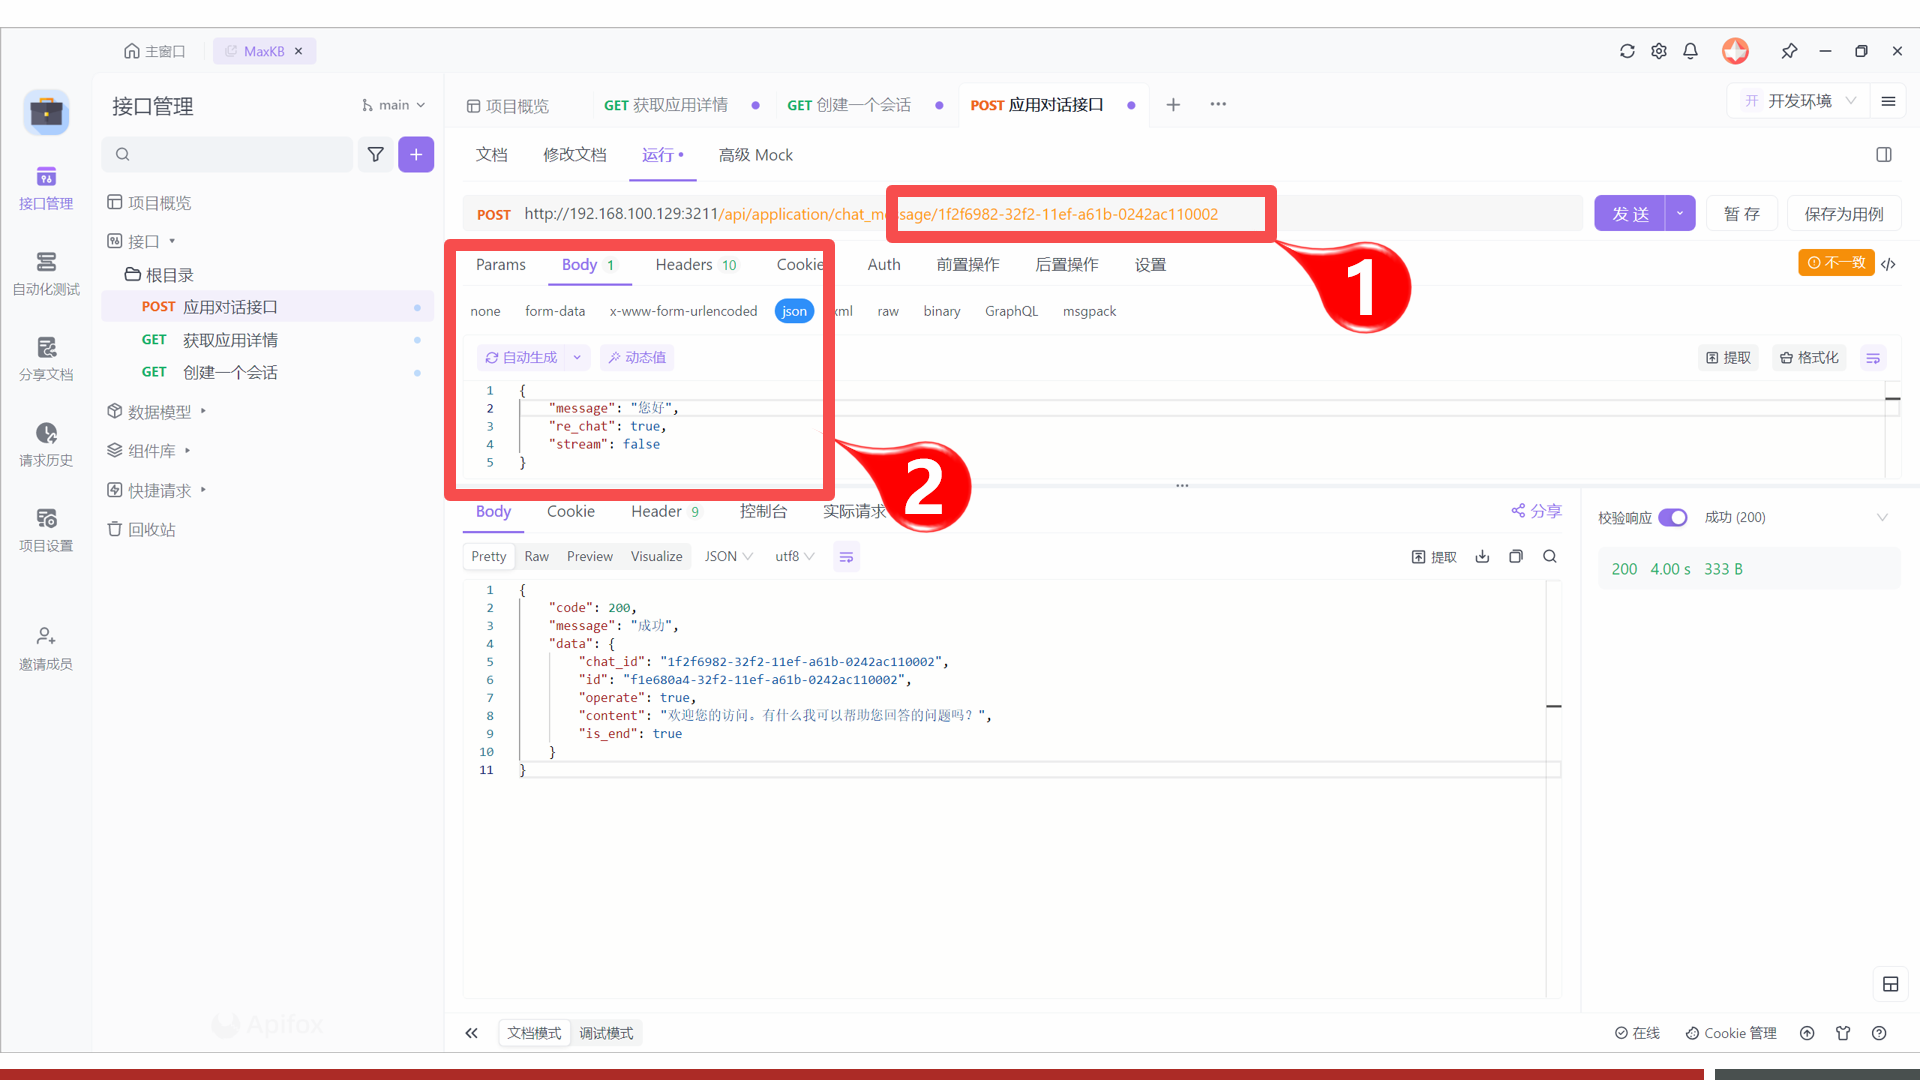 主窗口
MaxKB
接口管理
main
项目概览
接口
根目录
POST 应用对话接口
GET 获取应用详情
GET 创建一个会话
数据模型
组件库
快捷请求
回收站
接口管理
自动化测试
分享文档
请求历史
项目设置
邀请成员
Apifox
项目概览
GET 获取应用详情
GET 创建一个会话
POST 应用对话接口
开 开发环境
文档 修改文档 运行 高级 Mock
POST http://192.168.100.129:3211/api/application/chat_message/1f2f6982-32f2-11ef-a61b-0242ac110002
发 送
暂 存
保存为用例
Params Body 1 Headers 10 Cookie Auth 前置操作 后置操作 设置
不一致
none form-data x-www-form-urlencoded json xml raw binary GraphQL msgpack
自动生成 动态值
提取 格式化
1 {
2 "message": "您好",
3 "re_chat": true,
4 "stream": false
5 }
1
2
Body Cookie Header 9 控制台 实际请求
分享
Pretty Raw Preview Visualize JSON utf8
提取
1 {
2 "code": 200,
3 "message": "成功",
4 "data": {
5 "chat_id": "1f2f6982-32f2-11ef-a61b-0242ac110002",
6 "id": "f1e680a4-32f2-11ef-a61b-0242ac110002",
7 "operate": true,
8 "content": "欢迎您的访问。有什么我可以帮助您回答的问题吗？",
9 "is_end": true
10 }
11 }
校验响应 成功 (200)
200 4.00 s 333 B
文档模式 调试模式
在线 Cookie 管理